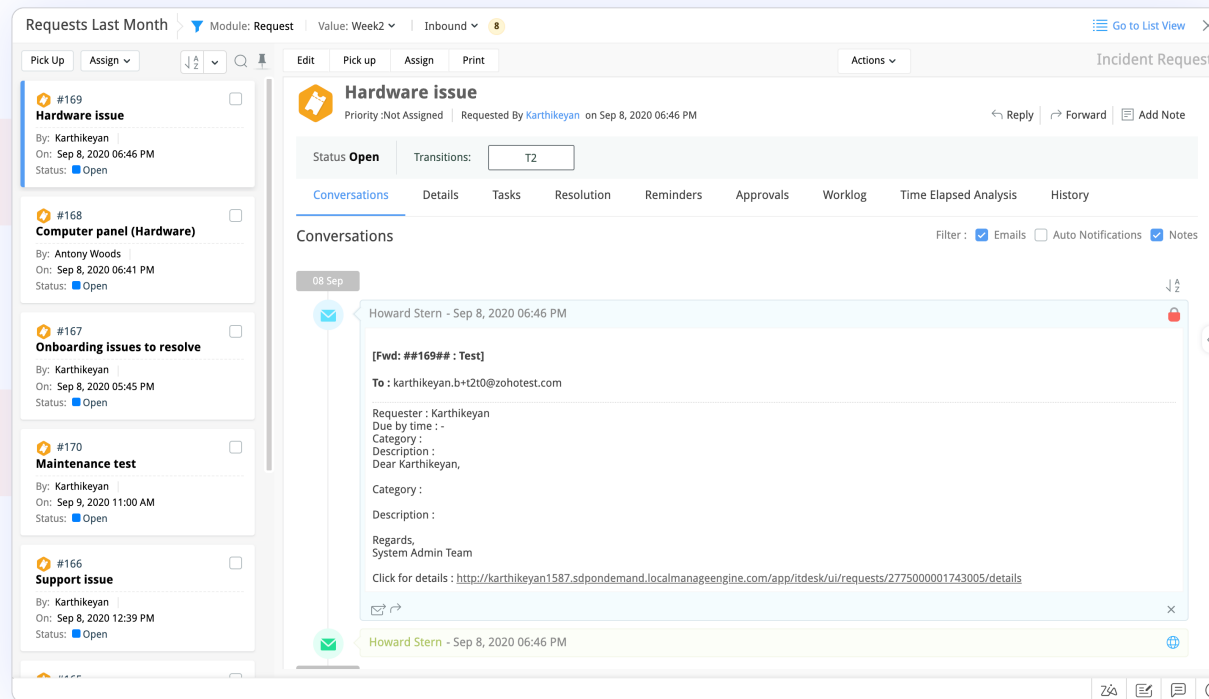 Requests Last Month Module: Request Value: Week2 Inbound 8 Go to List View
Pick Up Assign
#169
Hardware issue
By: Karthikeyan
On: Sep 8, 2020 06:46 PM
Status: Open
#168
Computer panel (Hardware)
By: Antony Woods
On: Sep 8, 2020 06:41 PM
Status: Open
#167
Onboarding issues to resolve
By: Karthikeyan
On: Sep 8, 2020 05:45 PM
Status: Open
#170
Maintenance test
By: Karthikeyan
On: Sep 9, 2020 11:00 AM
Status: Open
#166
Support issue
By: Karthikeyan
On: Sep 8, 2020 12:39 PM
Status: Open
Edit Pick up Assign Print Actions Incident Request
Hardware issue
Priority :Not Assigned Requested By Karthikeyan on Sep 8, 2020 06:46 PM
Reply Forward Add Note
Status Open Transitions: T2
Conversations Details Tasks Resolution Reminders Approvals Worklog Time Elapsed Analysis History
Conversations Filter : Emails Auto Notifications Notes
08 Sep
Howard Stern - Sep 8, 2020 06:46 PM
[Fwd: ##169## : Test]
To : karthikeyan.b+t2t0@zohotest.com
Requester : Karthikeyan
Due by time : -
Category :
Description :
Dear Karthikeyan,
Category :
Description :
Regards,
System Admin Team
Click for details : http://karthikeyan1587.sdpondemand.localmanageengine.com/app/itdesk/ui/requests/2775000001743005/details
Howard Stern - Sep 8, 2020 06:46 PM